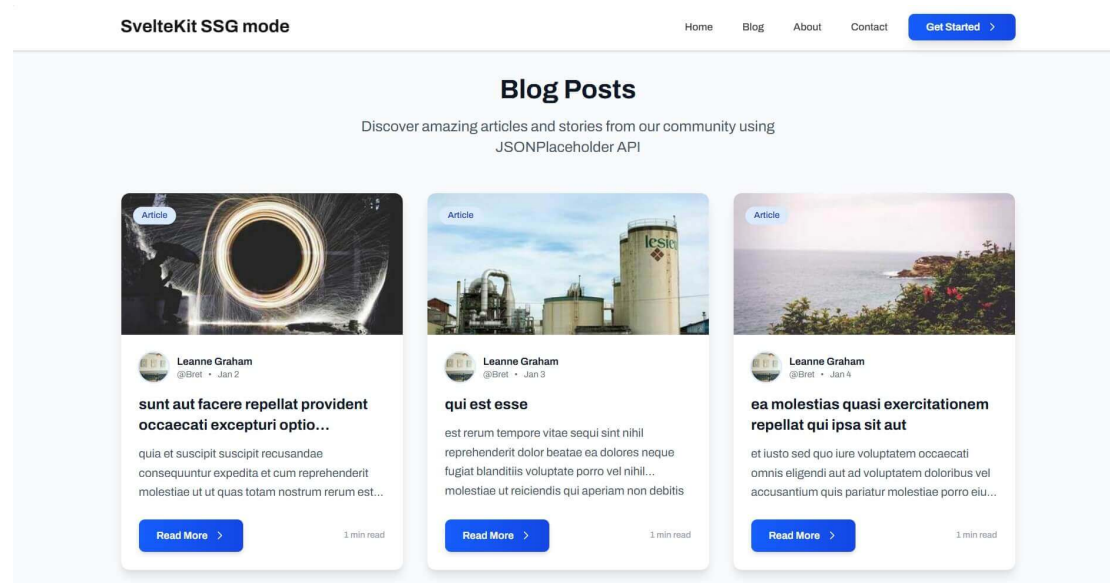 SvelteKit SSG mode
Home Blog About Contact Get Started
Blog Posts
Discover amazing articles and stories from our community using
JSONPlaceholder API
Article
Leanne Graham
@Bret • Jan 2
sunt aut facere repellat provident
occaecati excepturi optio...
quia et suscipit suscipit recusandae
consequuntur expedita et cum reprehenderit
molestiae ut ut quas totam nostrum rerum est...
Read More
1 min read
Article
Leanne Graham
@Bret • Jan 3
qui est esse
est rerum tempore vitae sequi sint nihil
reprehenderit dolor beatae ea dolores neque
fugiat blanditiis voluptate porro vel nihil...
molestiae ut reiciendis qui aperiam non debitis
Read More
1 min read
Article
Leanne Graham
@Bret • Jan 4
ea molestias quasi exercitationem
repellat qui ipsa sit aut
et iusto sed quo iure voluptatem occaecati
omnis eligendi aut ad voluptatem doloribus vel
accusantium quis pariatur molestiae porro eiu...
Read More
1 min read